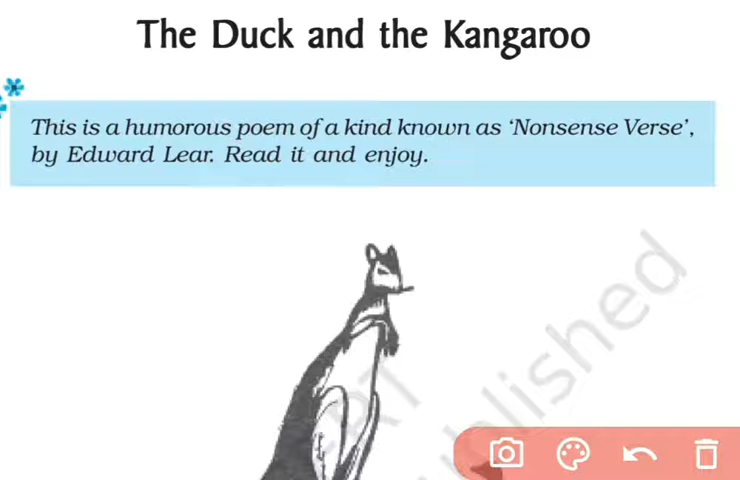 The Duck and the Kangaroo
This is a humorous poem of a kind known as ‘Nonsense Verse’,
by Edward Lear. Read it and enjoy.
blished